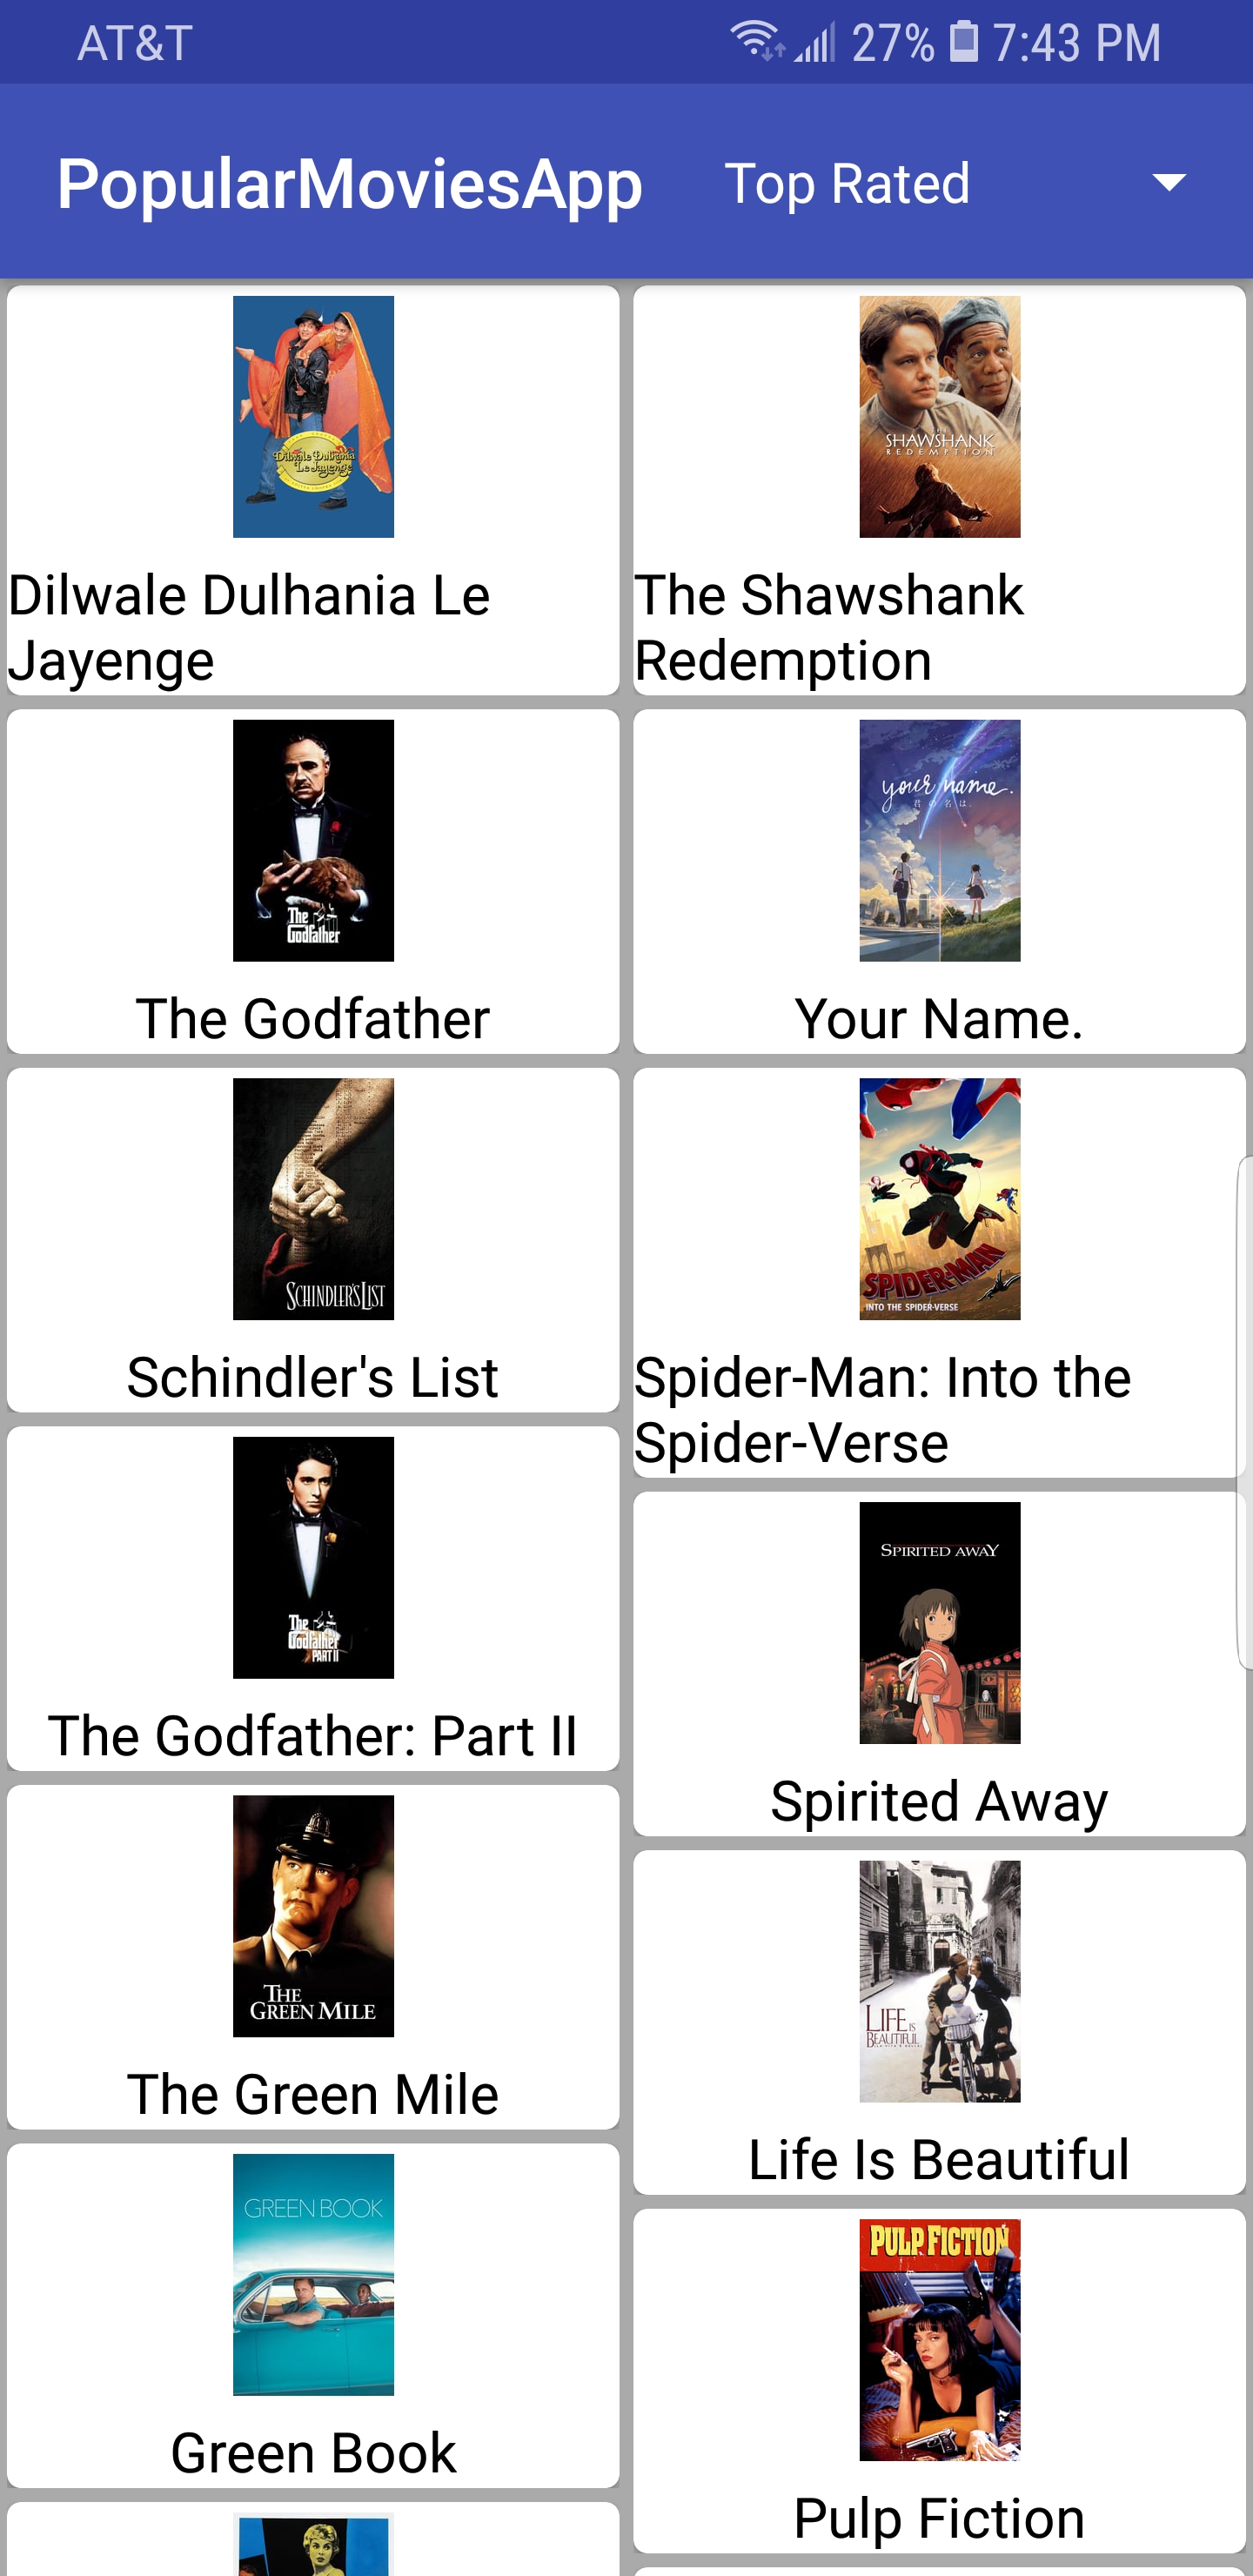 AT&T 27% 7:43 PM
PopularMoviesApp Top Rated
Dilwale Dulhania
Le Jayenge
Dilwale Dulhania Le
Jayenge
SHAWSHANK
REDEMPTION
The Shawshank
Redemption
The
Godfather
The Godfather
your name.
君の名は.
Your Name.
SCHINDLER'S LIST
Schindler's List
SPIDER-MAN
INTO THE SPIDER-VERSE
Spider-Man: Into the
Spider-Verse
The
Godfather
PART II
The Godfather: Part II
SPIRITED AWAY
Spirited Away
THE
GREEN MILE
The Green Mile
LIFE IS
BEAUTIFUL
Life Is Beautiful
GREEN BOOK
Green Book
PULP FICTION
Pulp Fiction